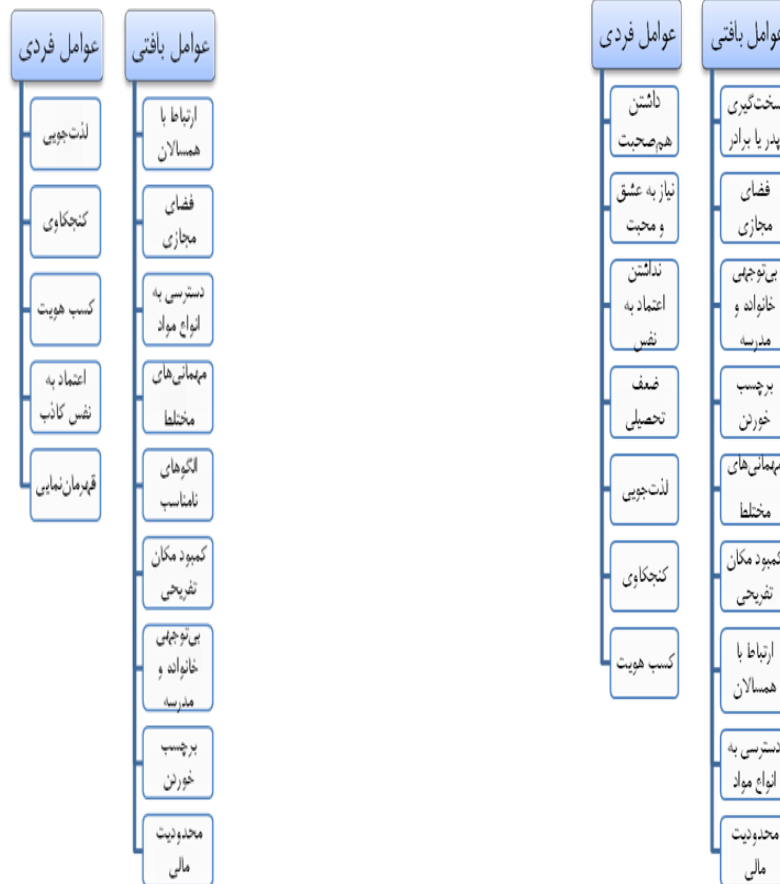 عوامل فردی
لذت‌جویی
کنجکاوی
کسب هویت
اعتماد به
نفس کاذب
قهرمان‌نمایی
عوامل بافتی
ارتباط با
همسالان
فضای
مجازی
دسترسی به
انواع مواد
مهمانی‌های
مختلط
الگوهای
نامناسب
کمبود مکان
تفریحی
بی‌توجهی
خانواده و
مدرسه
برچسب
خوردن
محدودیت
مالی
عوامل فردی
داشتن
هم‌صحبت
نیاز به عشق
و محبت
نداشتن
اعتماد به
نفس
ضعف
تحصیلی
لذت‌جویی
کنجکاوی
کسب هویت
عوامل بافتی
سخت‌گیری
پدر یا برادر
فضای
مجازی
بی‌توجهی
خانواده و
مدرسه
برچسب
خوردن
مهمانی‌های
مختلط
کمبود مکان
تفریحی
ارتباط با
همسالان
دسترسی به
انواع مواد
محدودیت
مالی